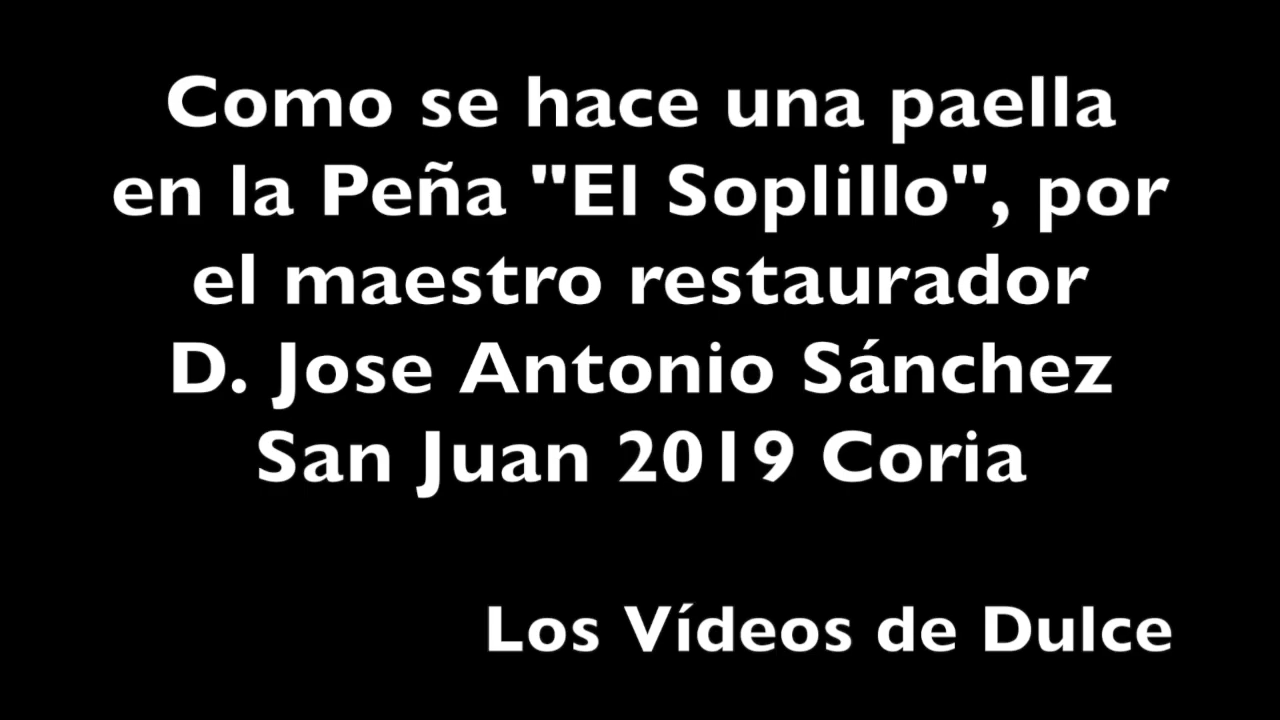 Como se hace una paella
en la Peña "El Soplillo", por
el maestro restaurador
D. Jose Antonio Sánchez
San Juan 2019 Coria
Los Vídeos de Dulce